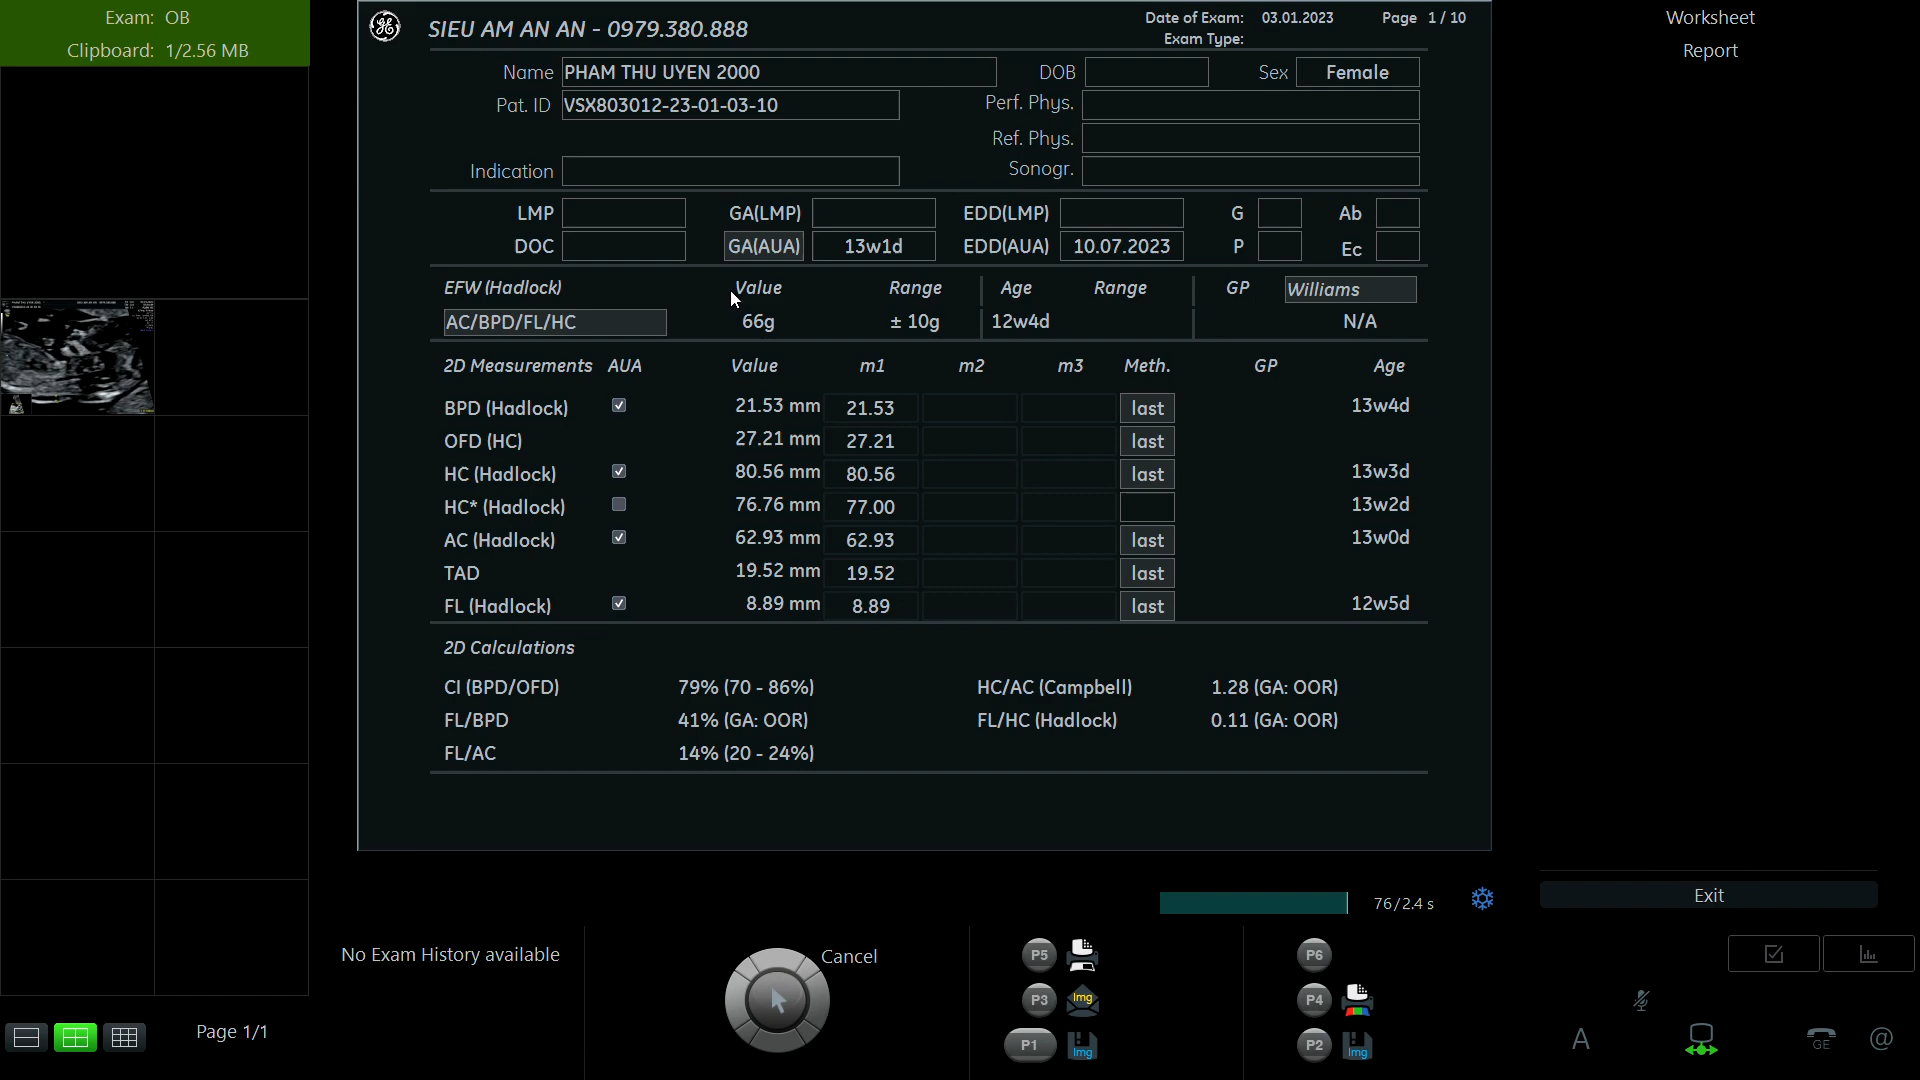 Exam: OB
Clipboard: 1/2.56 MB
SIEU AM AN AN - 0979.380.888
Date of Exam: 03.01.2023 Page 1 / 10
Exam Type:
Name PHAM THU UYEN 2000 DOB Sex Female
Pat. ID VSX803012-23-01-03-10 Perf. Phys.
Ref. Phys.
Indication Sonogr.
LMP GA(LMP) EDD(LMP) G Ab
DOC GA(AUA) 13w1d EDD(AUA) 10.07.2023 P Ec
EFW (Hadlock) Value Range Age Range GP Williams
AC/BPD/FL/HC 66g ± 10g 12w4d N/A
2D Measurements AUA Value m1 m2 m3 Meth. GP Age
BPD (Hadlock) 21.53 mm 21.53 last 13w4d
OFD (HC) 27.21 mm 27.21 last
HC (Hadlock) 80.56 mm 80.56 last 13w3d
HC* (Hadlock) 76.76 mm 77.00 13w2d
AC (Hadlock) 62.93 mm 62.93 last 13w0d
TAD 19.52 mm 19.52 last
FL (Hadlock) 8.89 mm 8.89 last 12w5d
2D Calculations
CI (BPD/OFD) 79% (70 - 86%) HC/AC (Campbell) 1.28 (GA: OOR)
FL/BPD 41% (GA: OOR) FL/HC (Hadlock) 0.11 (GA: OOR)
FL/AC 14% (20 - 24%)
Worksheet
Report
76/2.4 s
Exit
No Exam History available
Cancel
P5 P6
P3 Img P4
P1 Img P2 Img
A GE @
Page 1/1